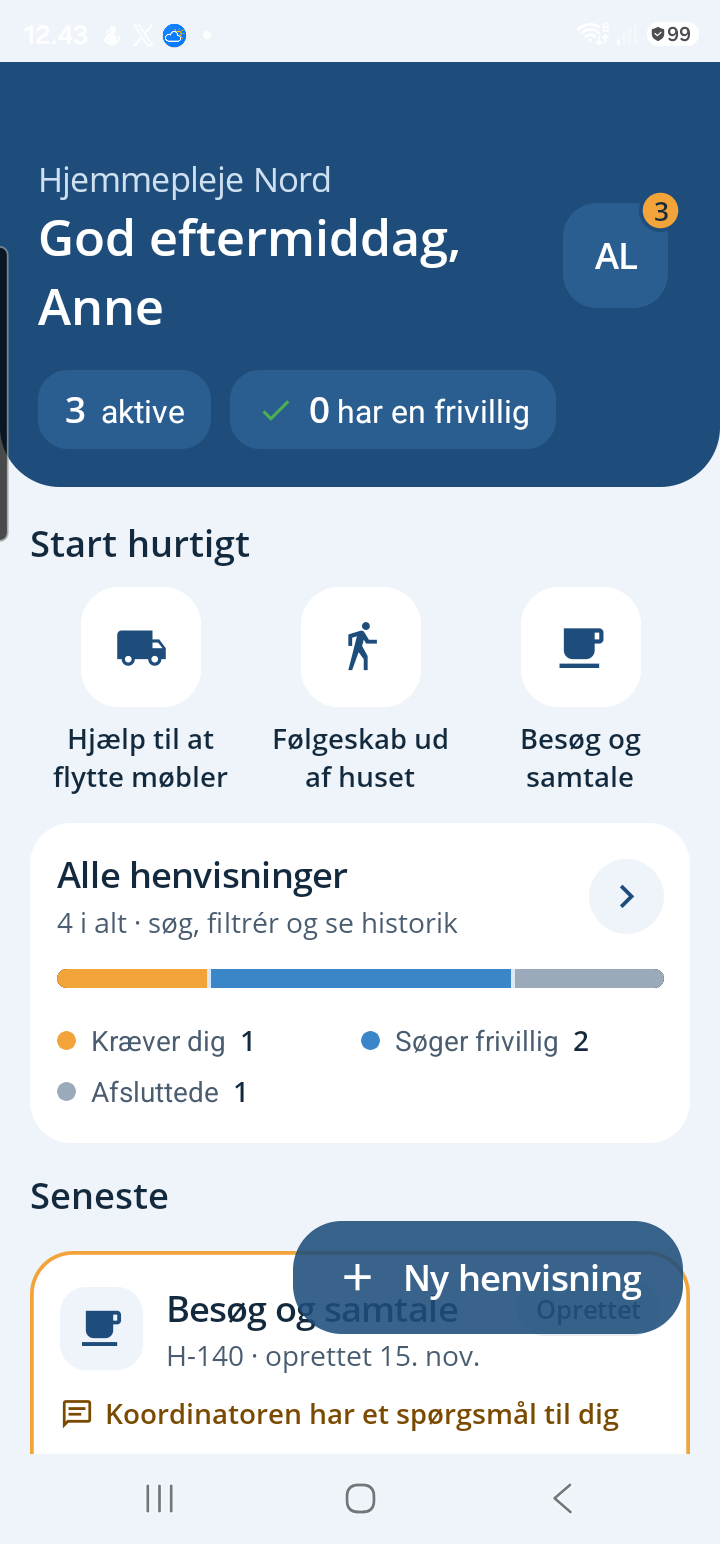 12.43
6
99
Hjemmepleje Nord
God eftermiddag,
Anne
AL
3
3 aktive
0 har en frivillig
Start hurtigt
Hjælp til at
flytte møbler
Følgeskab ud
af huset
Besøg og
samtale
Alle henvisninger
4 i alt · søg, filtrér og se historik
Kræver dig 1
Søger frivillig 2
Afsluttede 1
Seneste
+ Ny henvisning
Besøg og samtale
Oprettet
H-140 · oprettet 15. nov.
Koordinatoren har et spørgsmål til dig